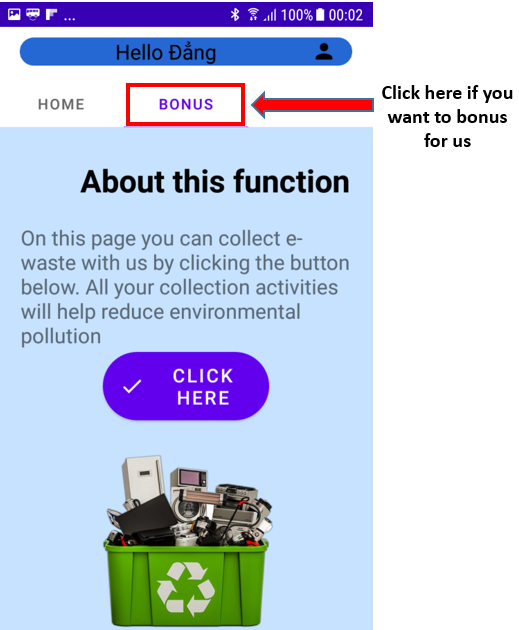 ... 100% 00:02
Hello Đẳng
HOME BONUS
Click here if you
want to bonus
for us
About this function
On this page you can collect e-
waste with us by clicking the button
below. All your collection activities
will help reduce environmental
pollution
CLICK
HERE